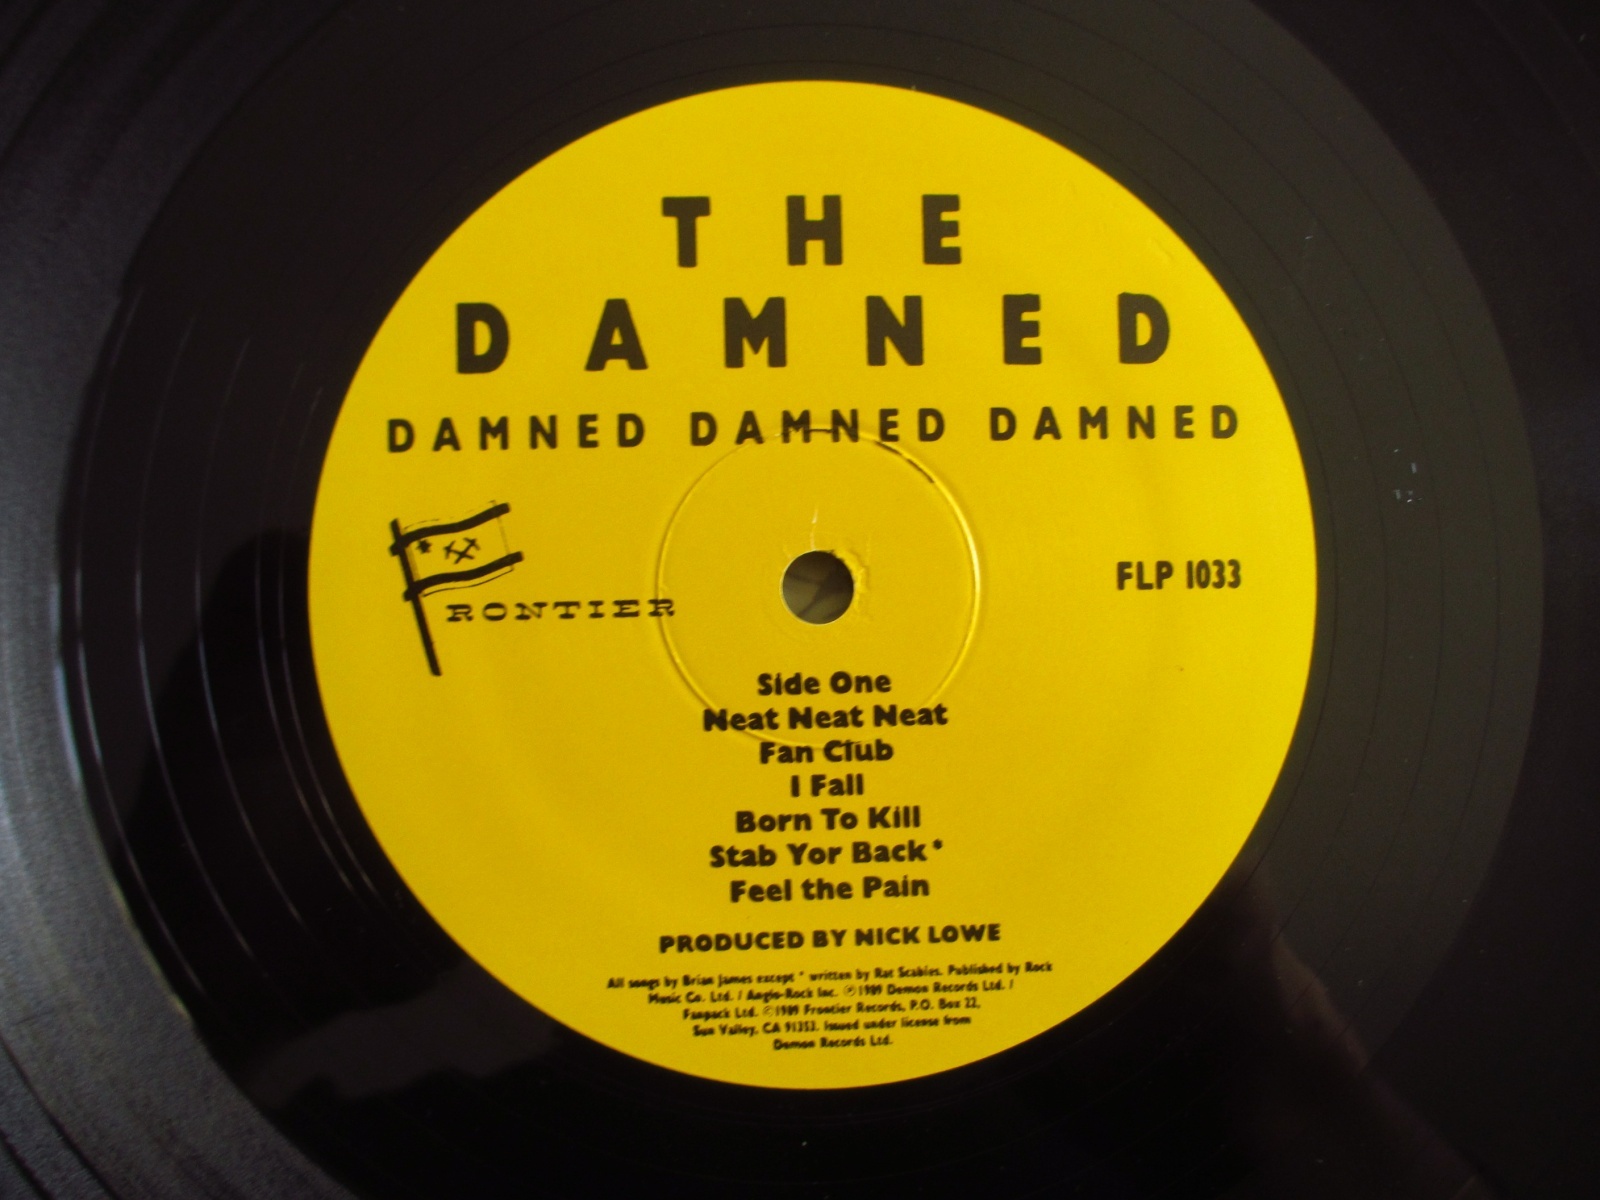 THE
DAMNED
DAMNED DAMNED DAMNED
FRONTIER
FLP 1033
Side One
Neat Neat Neat
Fan Club
I Fall
Born To Kill
Stab Yor Back*
Feel the Pain
PRODUCED BY NICK LOWE
All songs by Brian James except * written by Rat Scabies. Published by Rock
Music Co. Ltd. / Anglo-Rock Inc. ℗1989 Demon Records Ltd. /
Fanpack Ltd. ©1989 Frontier Records, P.O. Box 22,
Sun Valley, CA 91353. Issued under license from
Demon Records Ltd.